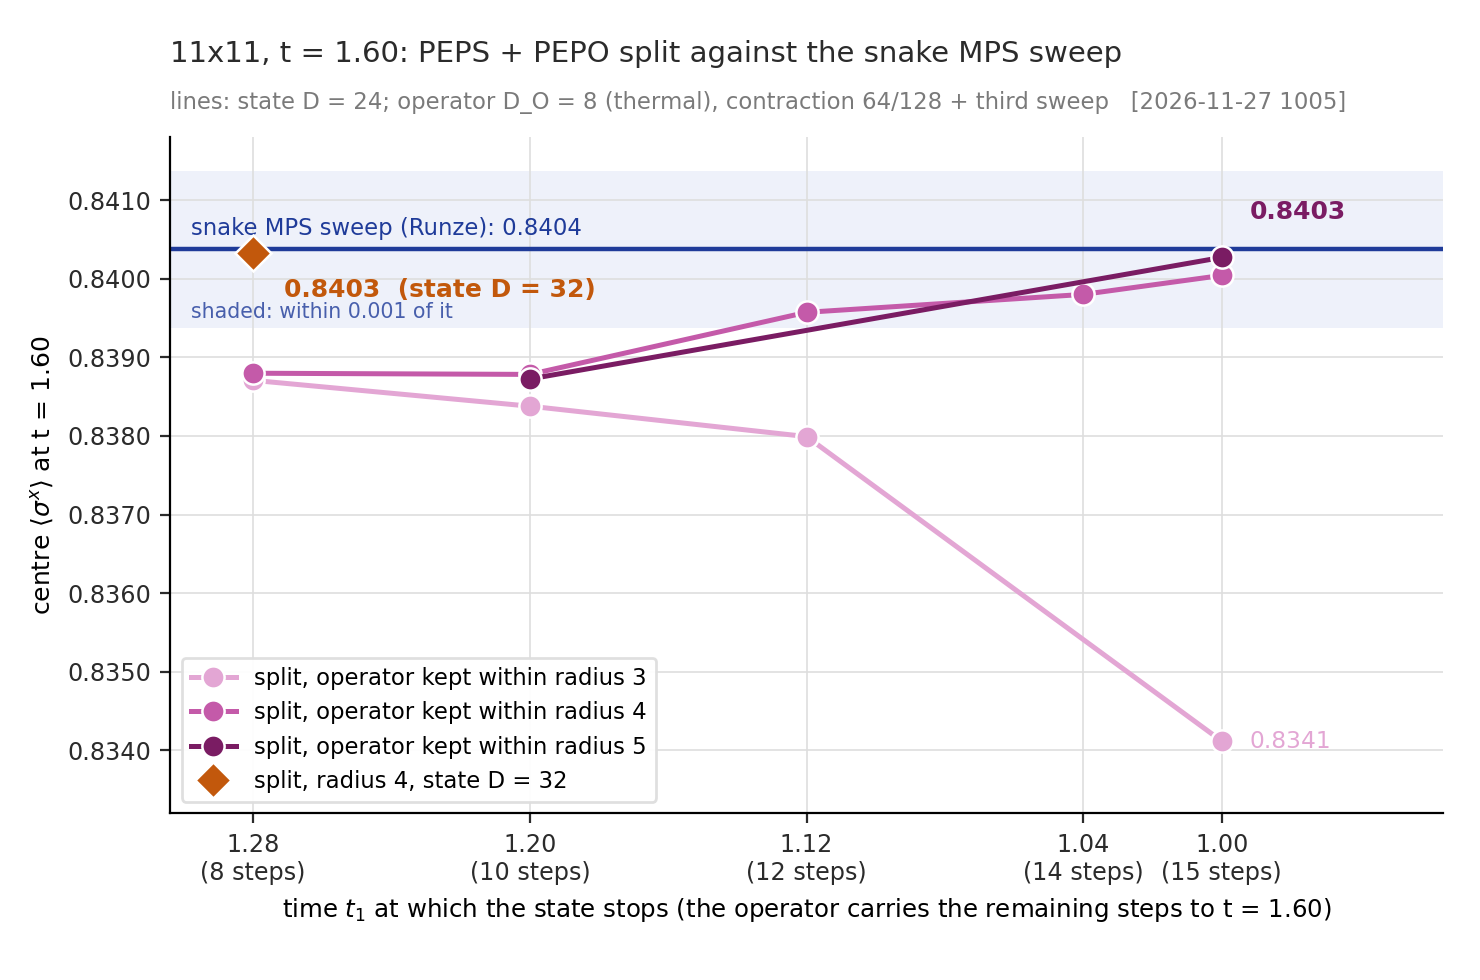 11x11, t = 1.60: PEPS + PEPO split against the snake MPS sweep
lines: state D = 24; operator D_O = 8 (thermal), contraction 64/128 + third sweep [2026-11-27 1005]
centre ⟨σˣ⟩ at t = 1.60
0.8410
0.8400
0.8390
0.8380
0.8370
0.8360
0.8350
0.8340
0.8403
snake MPS sweep (Runze): 0.8404
0.8403 (state D = 32)
shaded: within 0.001 of it
0.8341
split, operator kept within radius 3
split, operator kept within radius 4
split, operator kept within radius 5
split, radius 4, state D = 32
1.28 1.20 1.12 1.04 1.00
(8 steps) (10 steps) (12 steps) (14 steps) (15 steps)
time t₁ at which the state stops (the operator carries the remaining steps to t = 1.60)